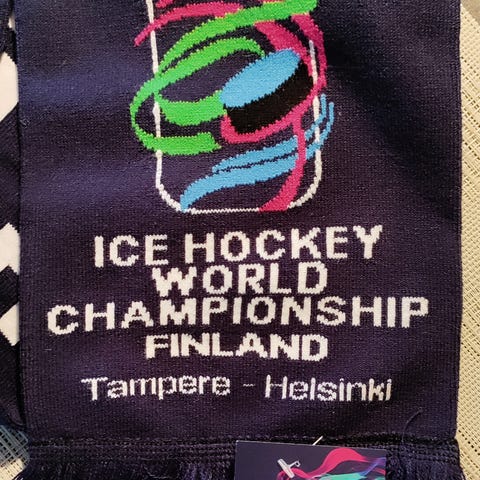 ICE HOCKEY
WORLD
CHAMPIONSHIP
FINLAND
Tampere - Helsinki